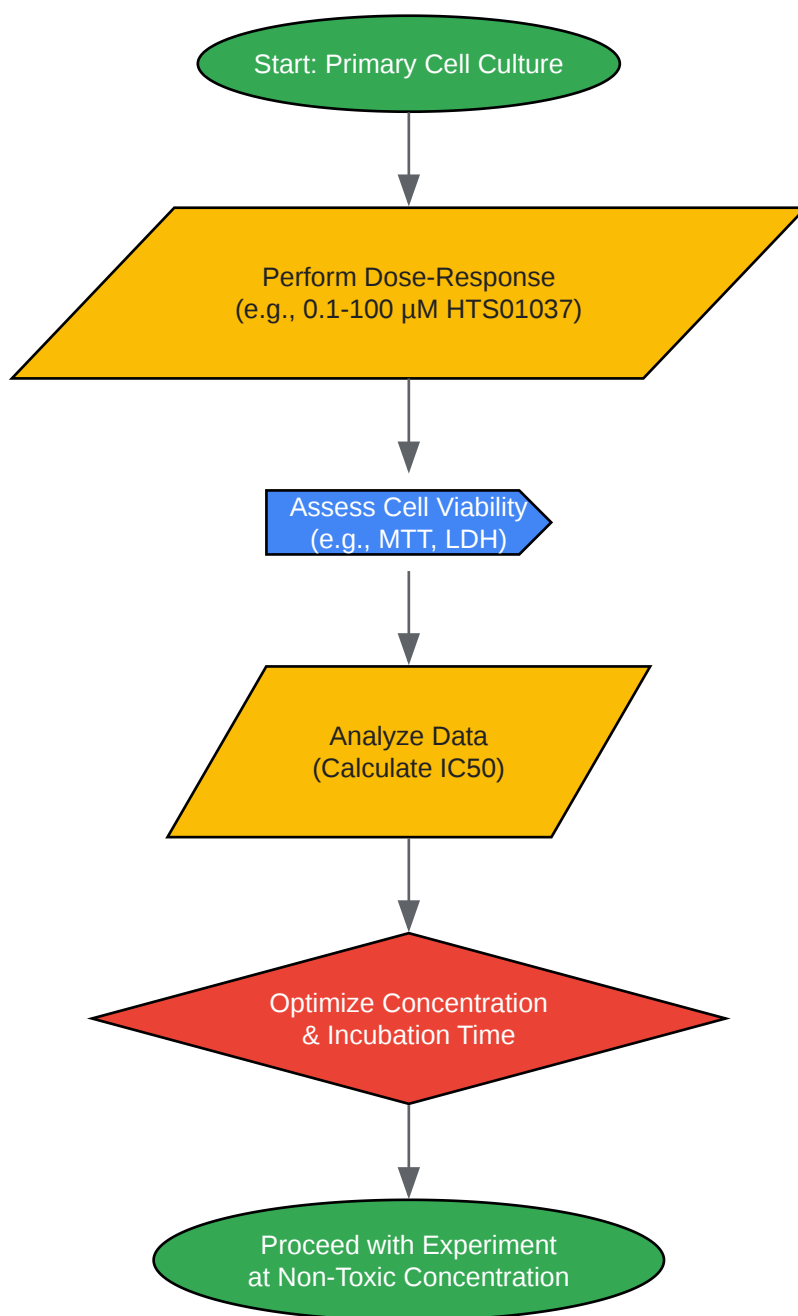 Start: Primary Cell Culture
Perform Dose-Response
(e.g., 0.1-100 µM HTS01037)
Assess Cell Viability
(e.g., MTT, LDH)
Analyze Data
(Calculate IC50)
Optimize Concentration
& Incubation Time
Proceed with Experiment
at Non-Toxic Concentration